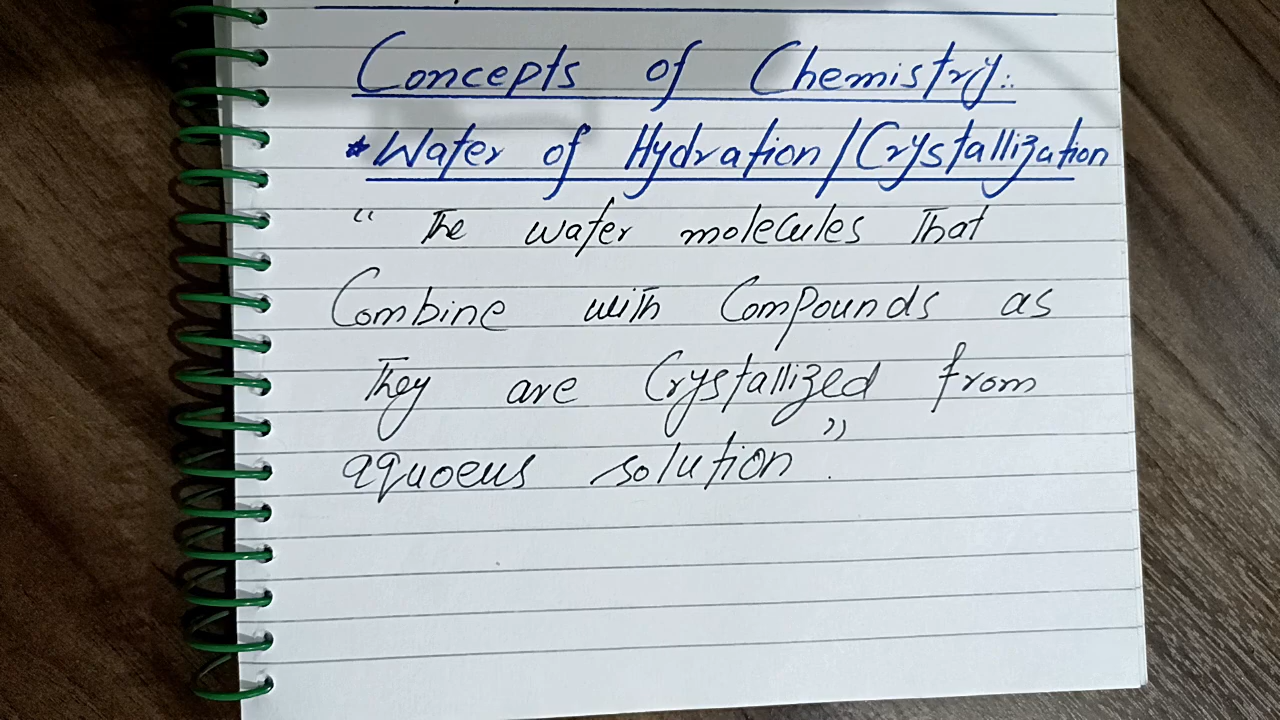 Concepts of Chemistry:.
*Water of Hydration/Crystallization
" The water molecules That
Combine with Compounds as
They are Crystallized from
aquoeus solution".